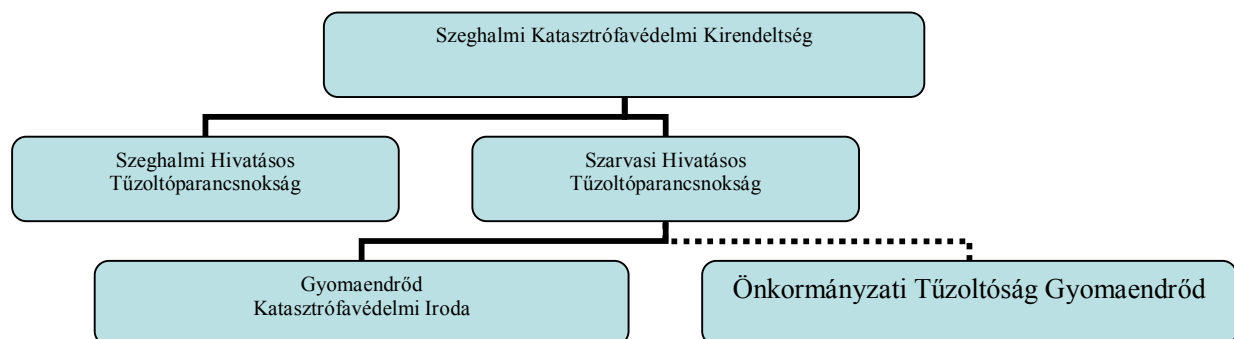 Szeghalmi Katasztrófavédelmi Kirendeltség
Szeghalmi Hivatásos
Tűzoltóparancsnokság
Szarvasi Hivatásos
Tűzoltóparancsnokság
Gyomaendrőd
Katasztrófavédelmi Iroda
Önkormányzati Tűzoltóság Gyomaendrőd